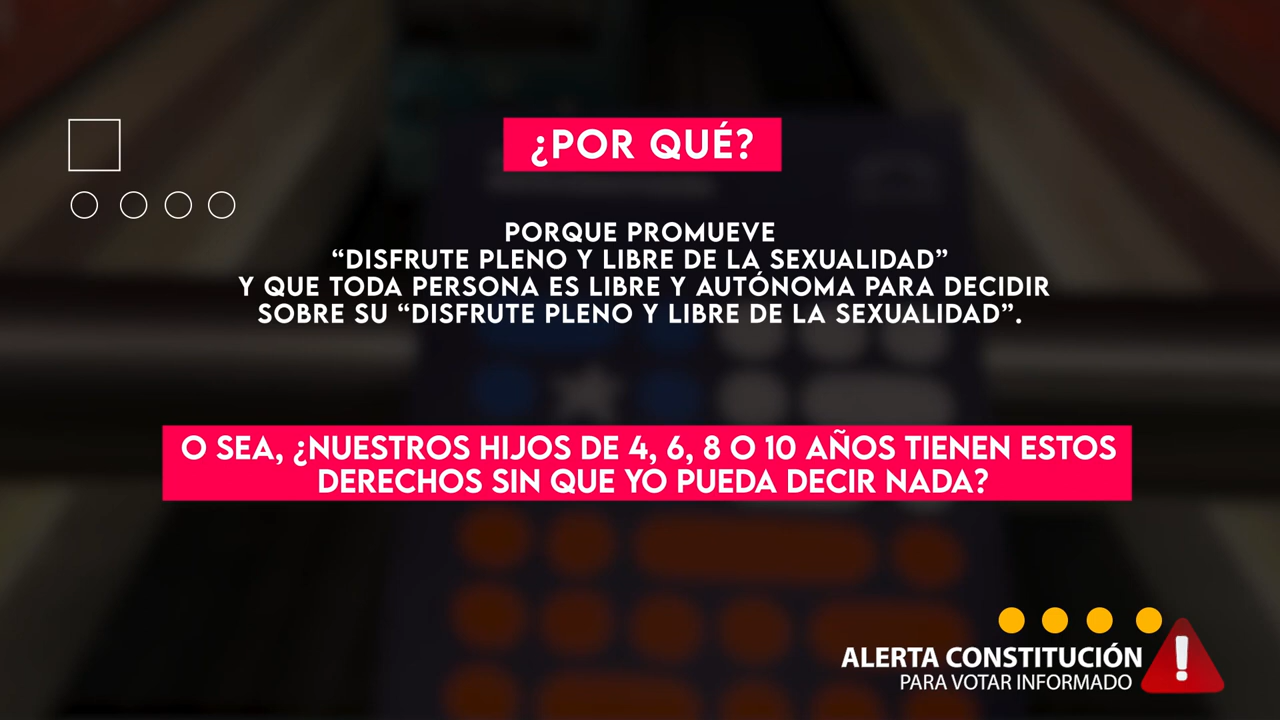 ¿POR QUÉ?
PORQUE PROMUEVE
“DISFRUTE PLENO Y LIBRE DE LA SEXUALIDAD”
Y QUE TODA PERSONA ES LIBRE Y AUTÓNOMA PARA DECIDIR
SOBRE SU “DISFRUTE PLENO Y LIBRE DE LA SEXUALIDAD”.
O SEA, ¿NUESTROS HIJOS DE 4, 6, 8 O 10 AÑOS TIENEN ESTOS
DERECHOS SIN QUE YO PUEDA DECIR NADA?
ALERTA CONSTITUCIÓN
PARA VOTAR INFORMADO